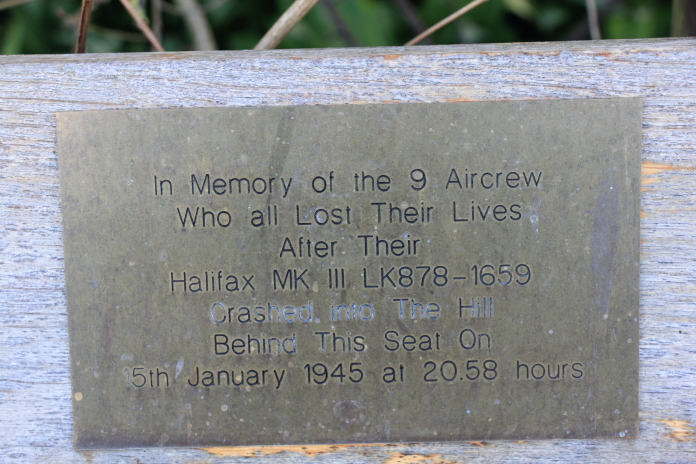 In Memory of the 9 Aircrew
Who all Lost Their Lives
After Their
Halifax MK III LK878-1659
Crashed into The Hill
Behind This Seat On
15th January 1945 at 20.58 hours